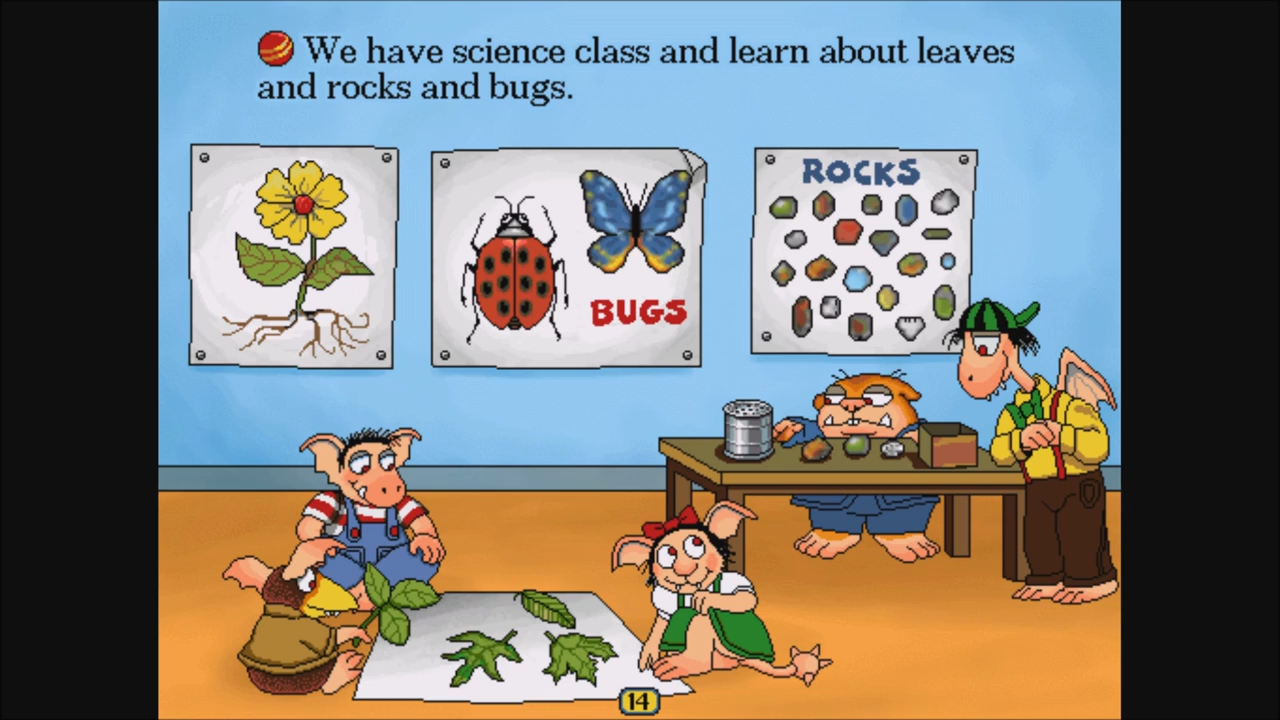 We have science class and learn about leaves
and rocks and bugs.
ROCKS
BUGS
14